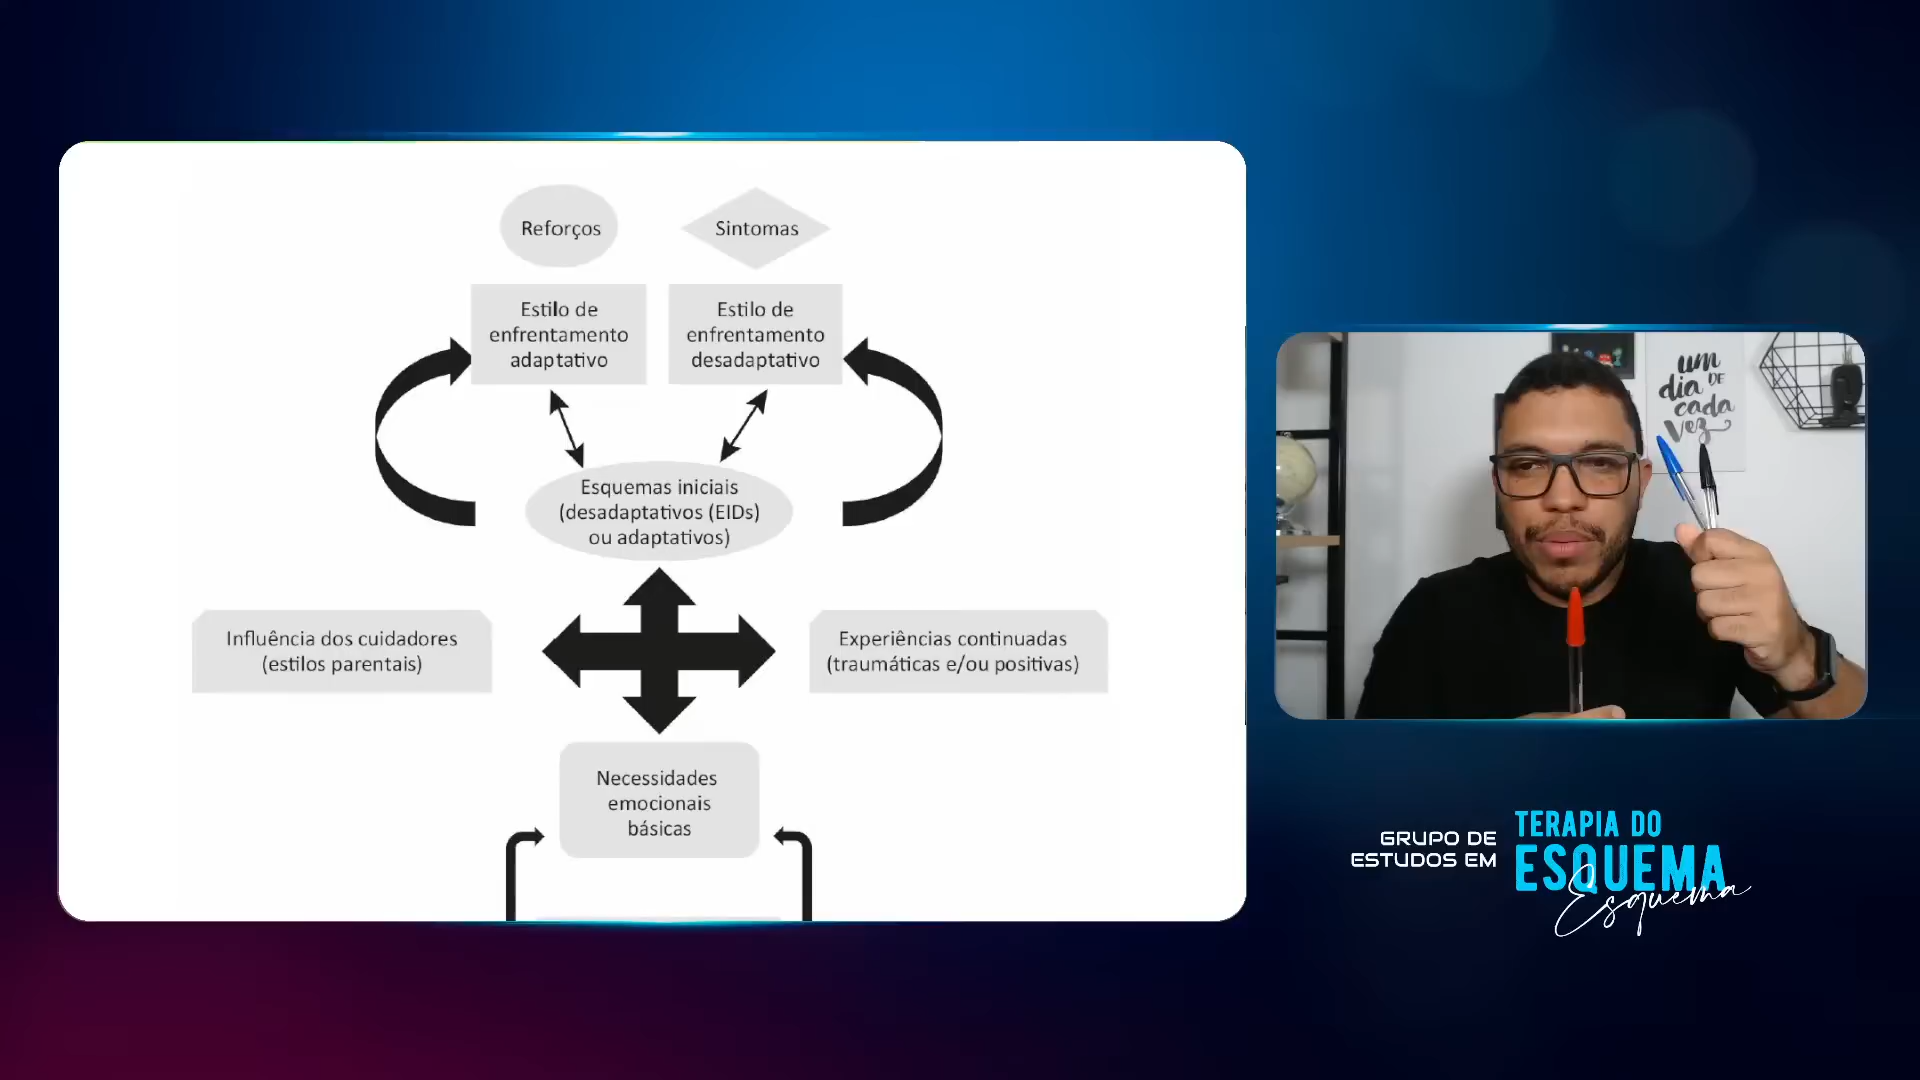 Reforços
Sintomas
Estilo de
enfrentamento
adaptativo
Estilo de
enfrentamento
desadaptativo
Esquemas iniciais
(desadaptativos (EIDs)
ou adaptativos)
Influência dos cuidadores
(estilos parentais)
Experiências continuadas
(traumáticas e/ou positivas)
Necessidades
emocionais
básicas
um
dia DE
cada
vez
GRUPO DE
ESTUDOS EM
TERAPIA DO
ESQUEMA
Esquema